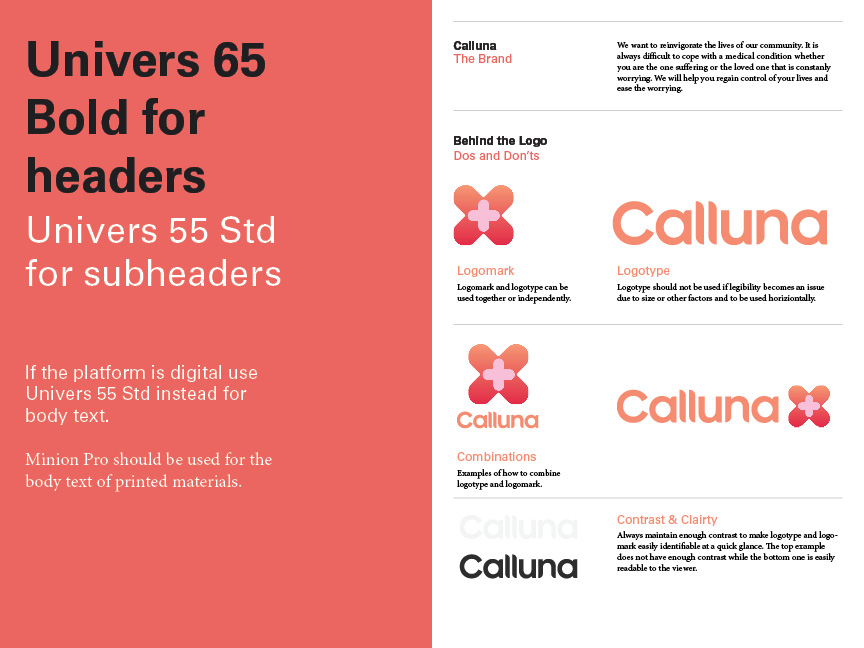 Univers 65
Bold for
headers
Univers 55 Std
for subheaders
If the platform is digital use
Univers 55 Std instead for
body text.
Minion Pro should be used for the
body text of printed materials.
Calluna
The Brand
We want to reinvigorate the lives of our community. It is
always difficult to cope with a medical condition whether
you are the one suffering or the loved one that is constanly
worrying. We will help you regain control of your lives and
ease the worrying.
Behind the Logo
Dos and Don'ts
Calluna
Logomark
Logomark and logotype can be
used together or independently.
Logotype
Logotype should not be used if legibility becomes an issue
due to size or other factors and to be used horiziontally.
Calluna
Calluna
Combinations
Examples of how to combine
logotype and logomark.
Calluna
Calluna
Contrast & Clairty
Always maintain enough contrast to make logotype and logo-
mark easily identifiable at a quick glance. The top example
does not have enough contrast while the bottom one is easily
readable to the viewer.